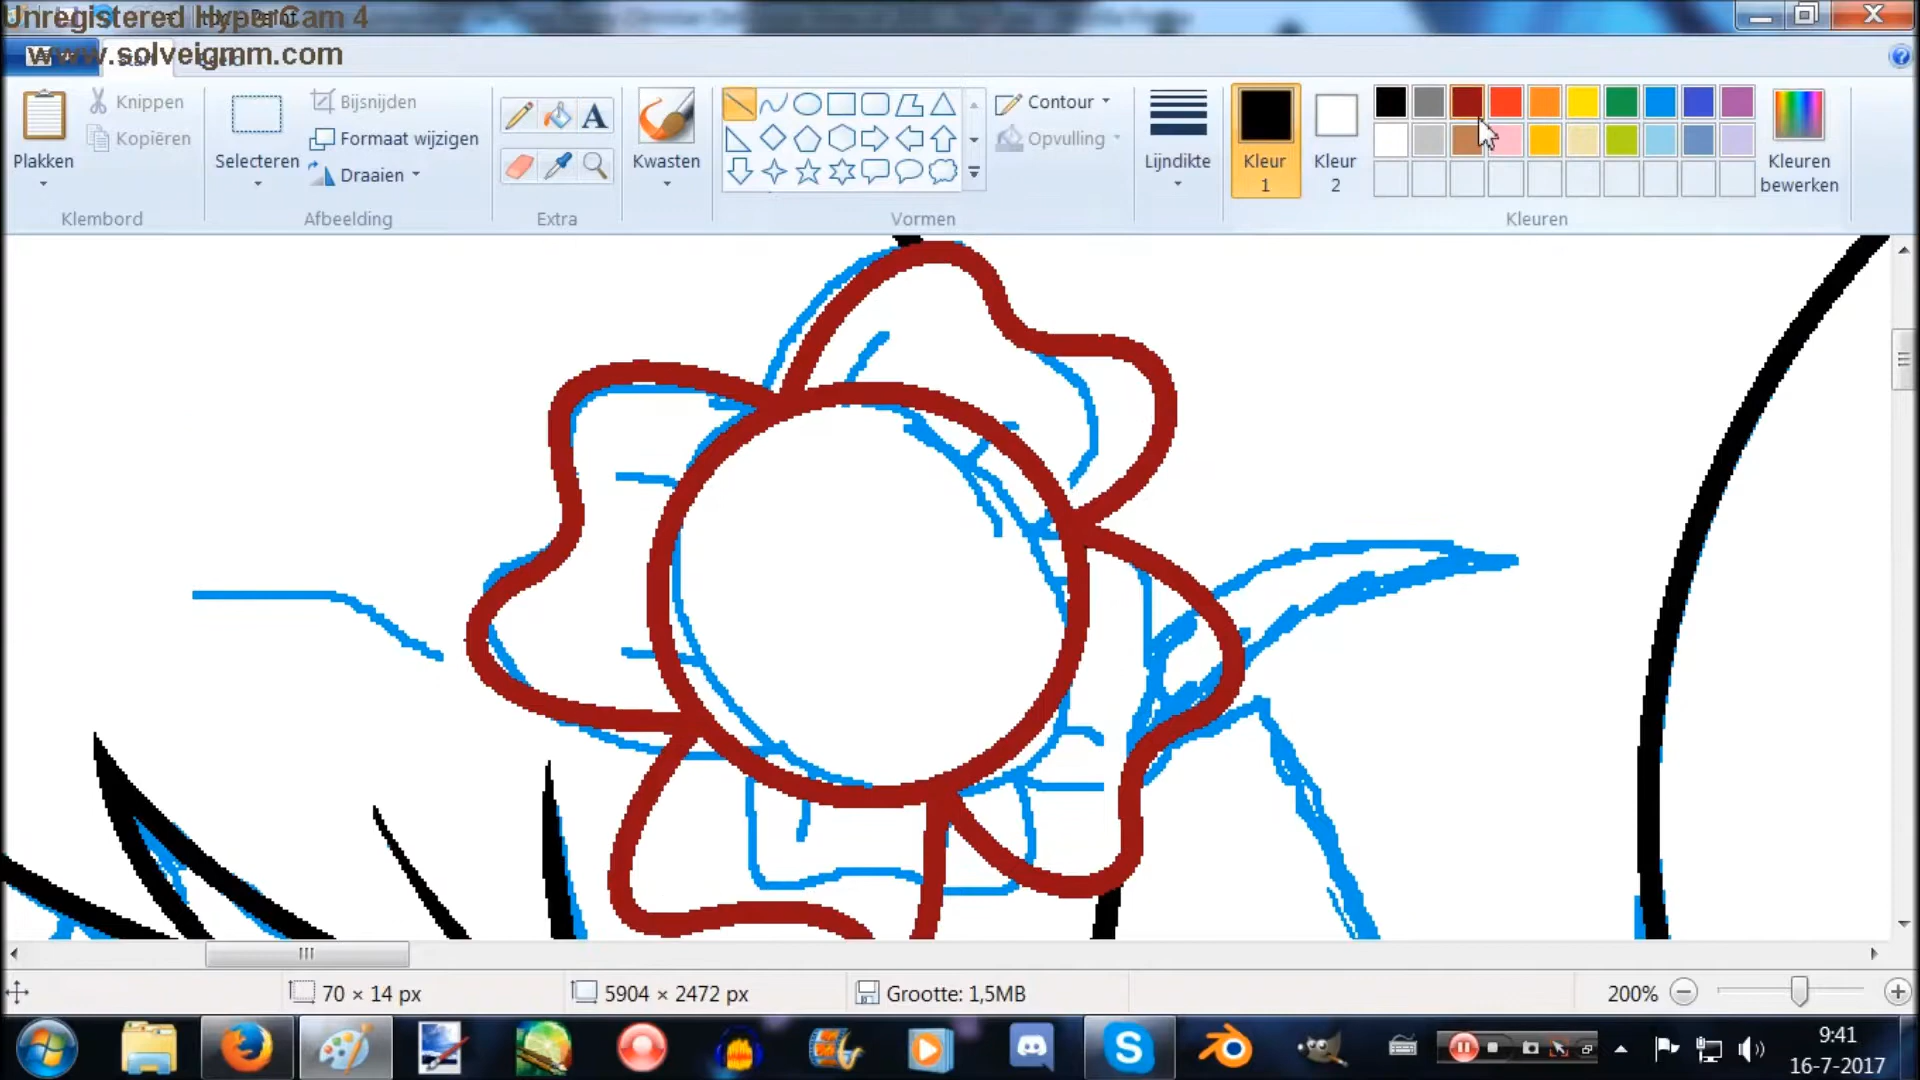 Unregistered HyperCam 4
www.solveigmm.com
Plakken
Knippen
Kopiëren
Klembord
Selecteren
Bijsnijden
Formaat wijzigen
Draaien
Afbeelding
A
Extra
Kwasten
Vormen
Contour
Opvulling
Lijndikte
Kleur
1
Kleur
2
Kleuren
Kleuren
bewerken
70 × 14 px
5904 × 2472 px
Grootte: 1,5MB
200%
9:41
16-7-2017